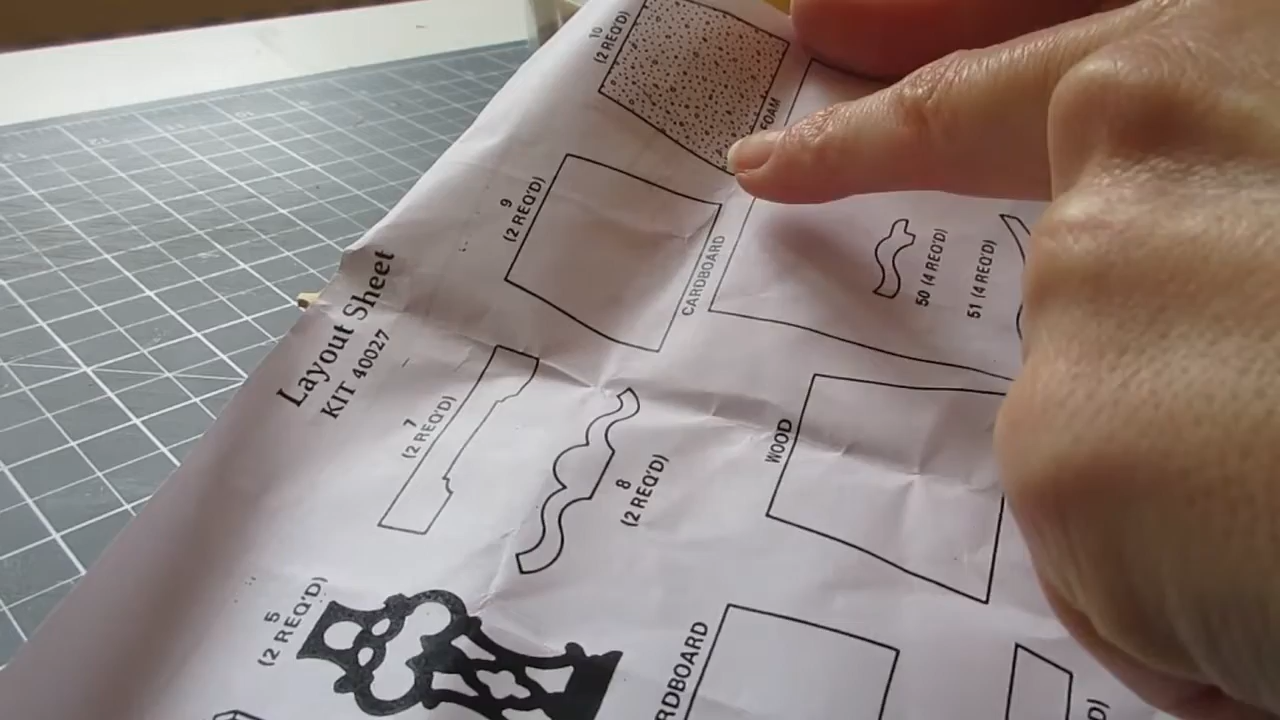 10
(2 REQ'D)
FOAM
9
(2 REQ'D)
CARDBOARD
50 (4 REQ'D)
51 (4 REQ'D)
Layout Sheet
KIT 40027
7
(2 REQ'D)
8
(2 REQ'D)
WOOD
5
(2 REQ'D)
RDBOARD
D)